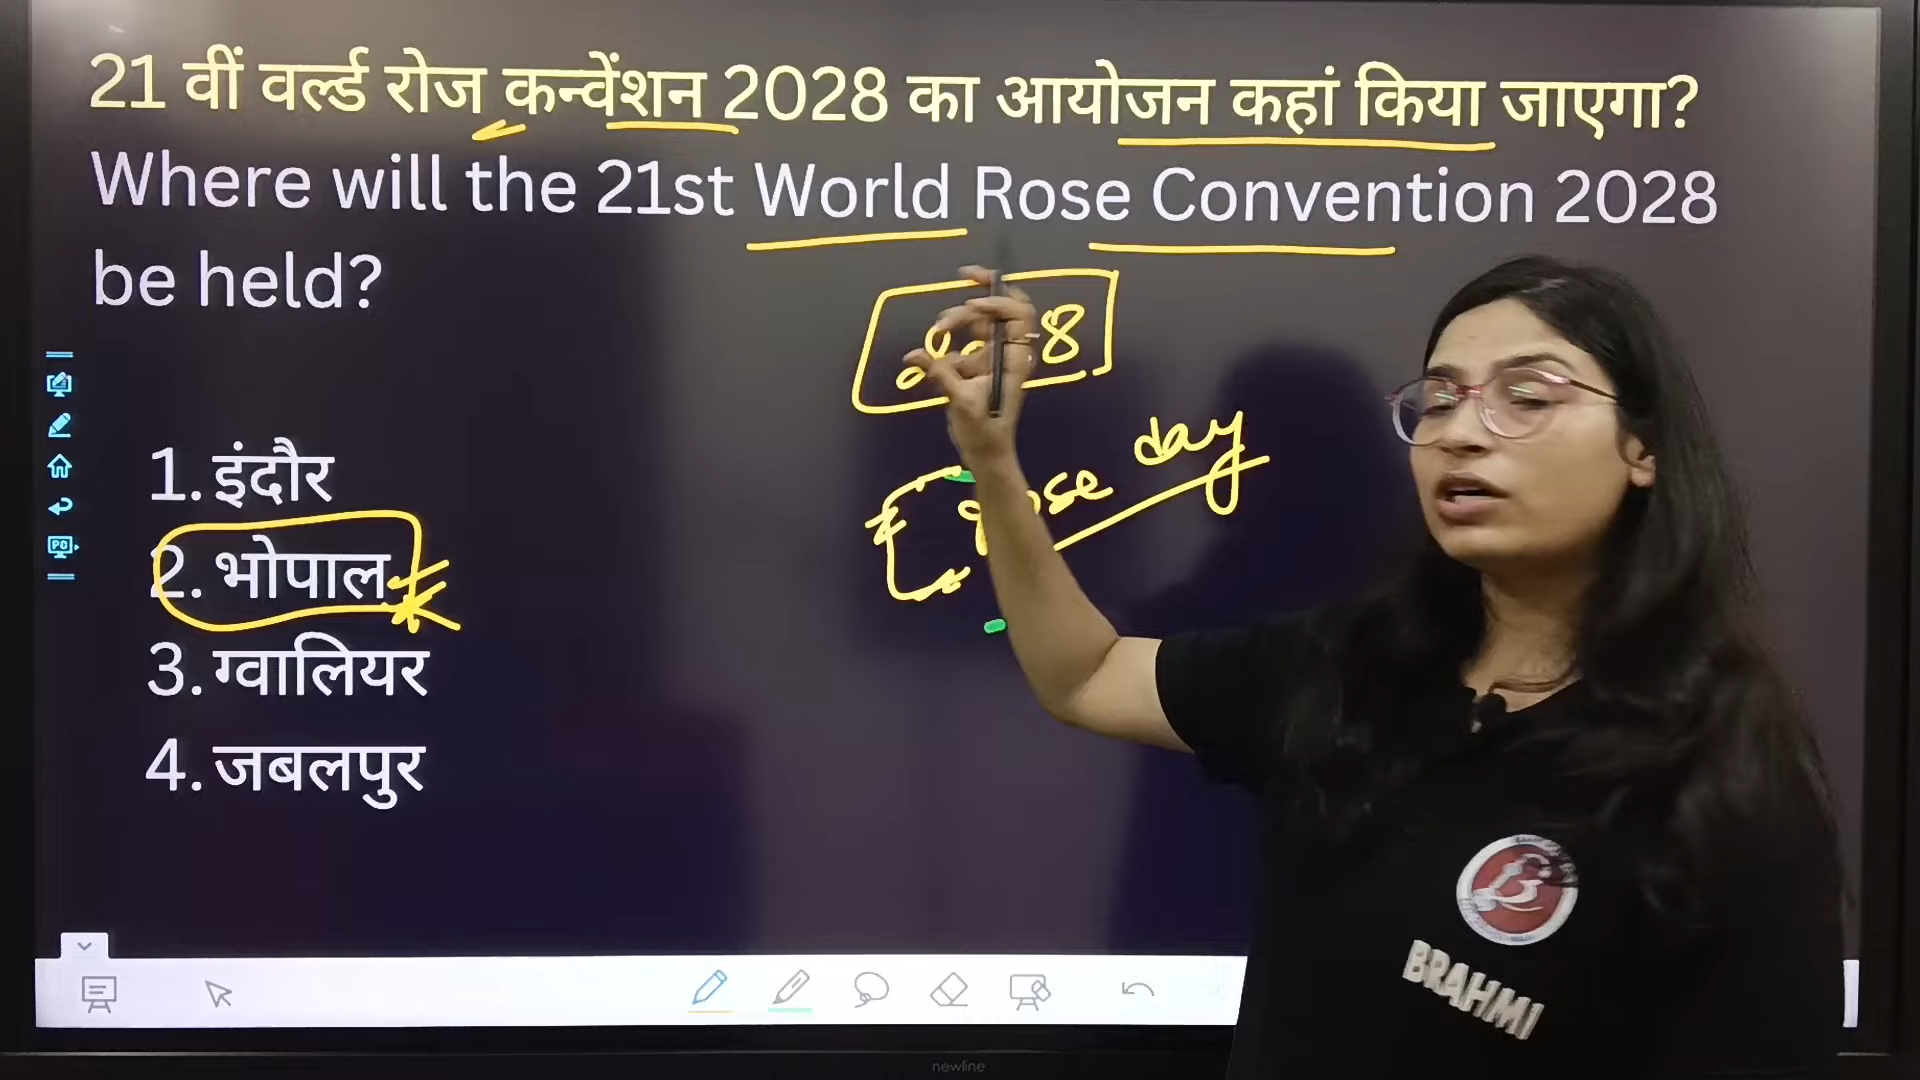 21 वीं वर्ल्ड रोज कन्वेंशन 2028 का आयोजन कहां किया जाएगा?
Where will the 21st World Rose Convention 2028
be held?
1. इंदौर
2. भोपाल
3. ग्वालियर
4. जबलपुर
day
BRAHMI
newline